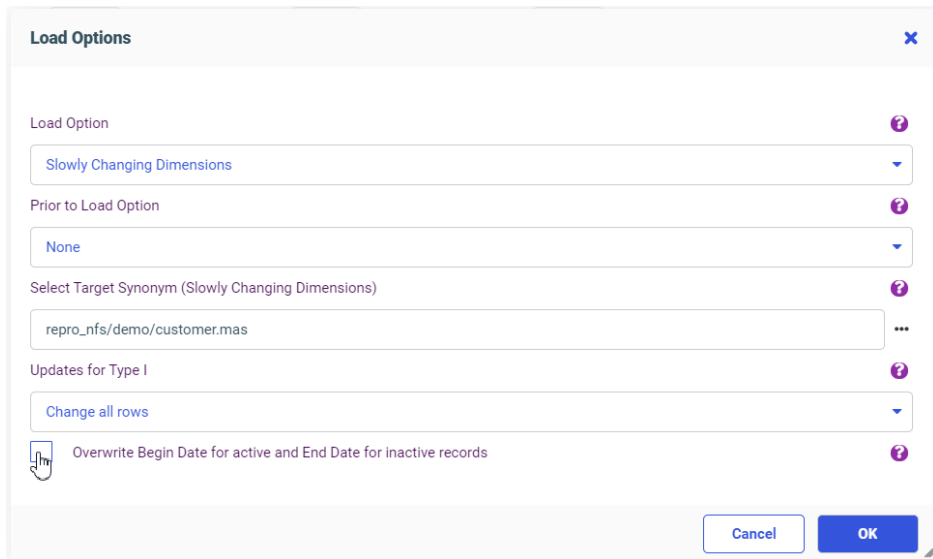 Load Options
Load Option
Slowly Changing Dimensions
Prior to Load Option
None
Select Target Synonym (Slowly Changing Dimensions)
repro_nfs/demo/customer.mas
Updates for Type I
Change all rows
Overwrite Begin Date for active and End Date for inactive records
Cancel OK